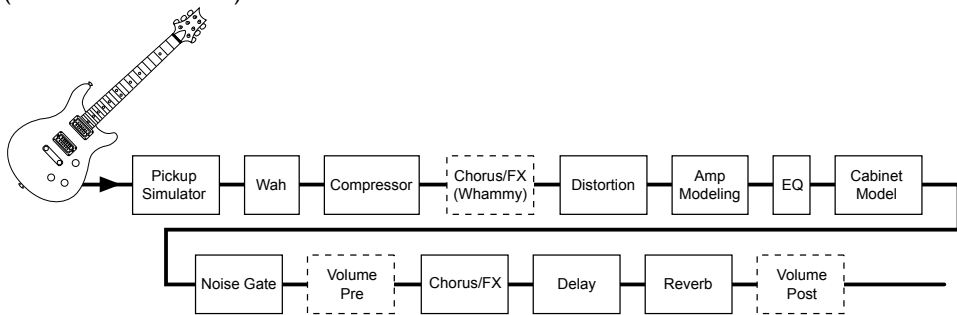 Pickup
Simulator
Wah
Compressor
Chorus/FX
(Whammy)
Distortion
Amp
Modeling
EQ
Cabinet
Model
Noise Gate
Volume
Pre
Chorus/FX
Delay
Reverb
Volume
Post